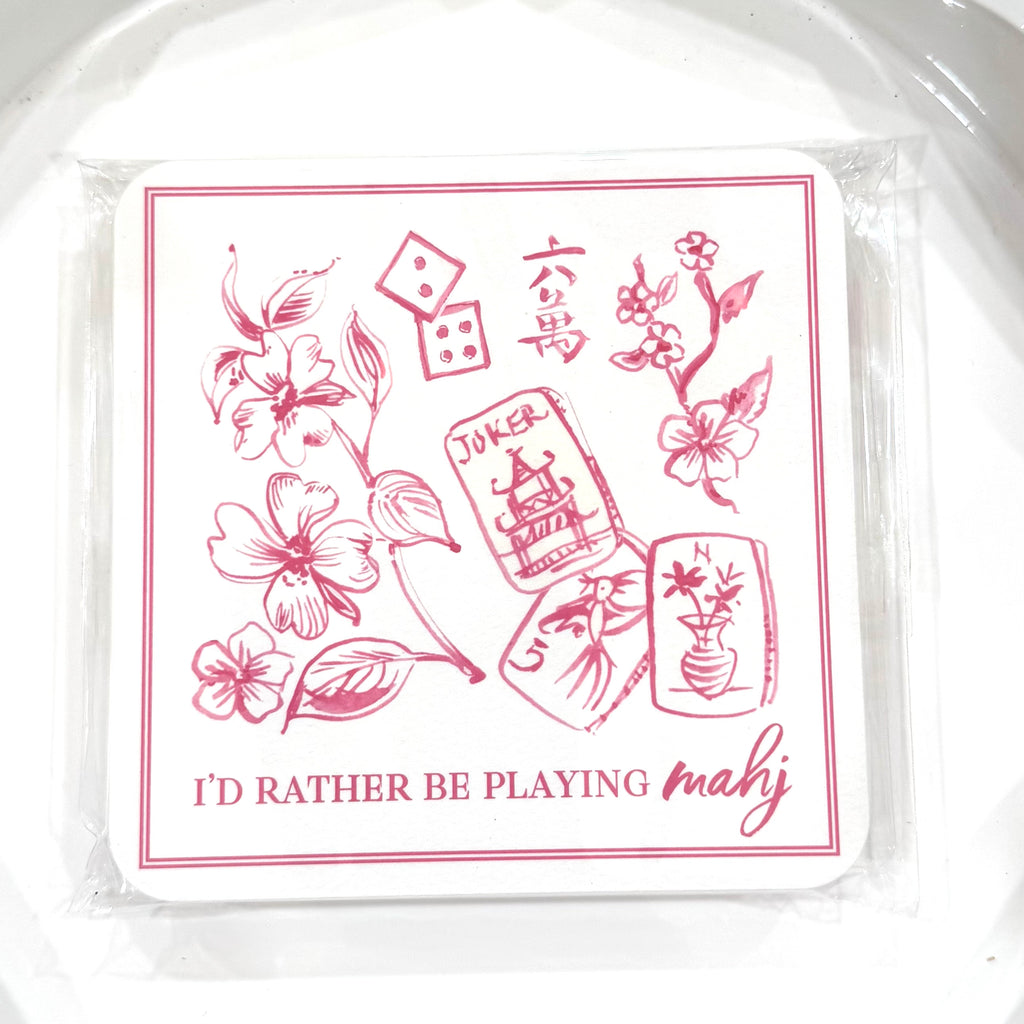 六
萬
JOKER
N
5
I'D RATHER BE PLAYING mahj